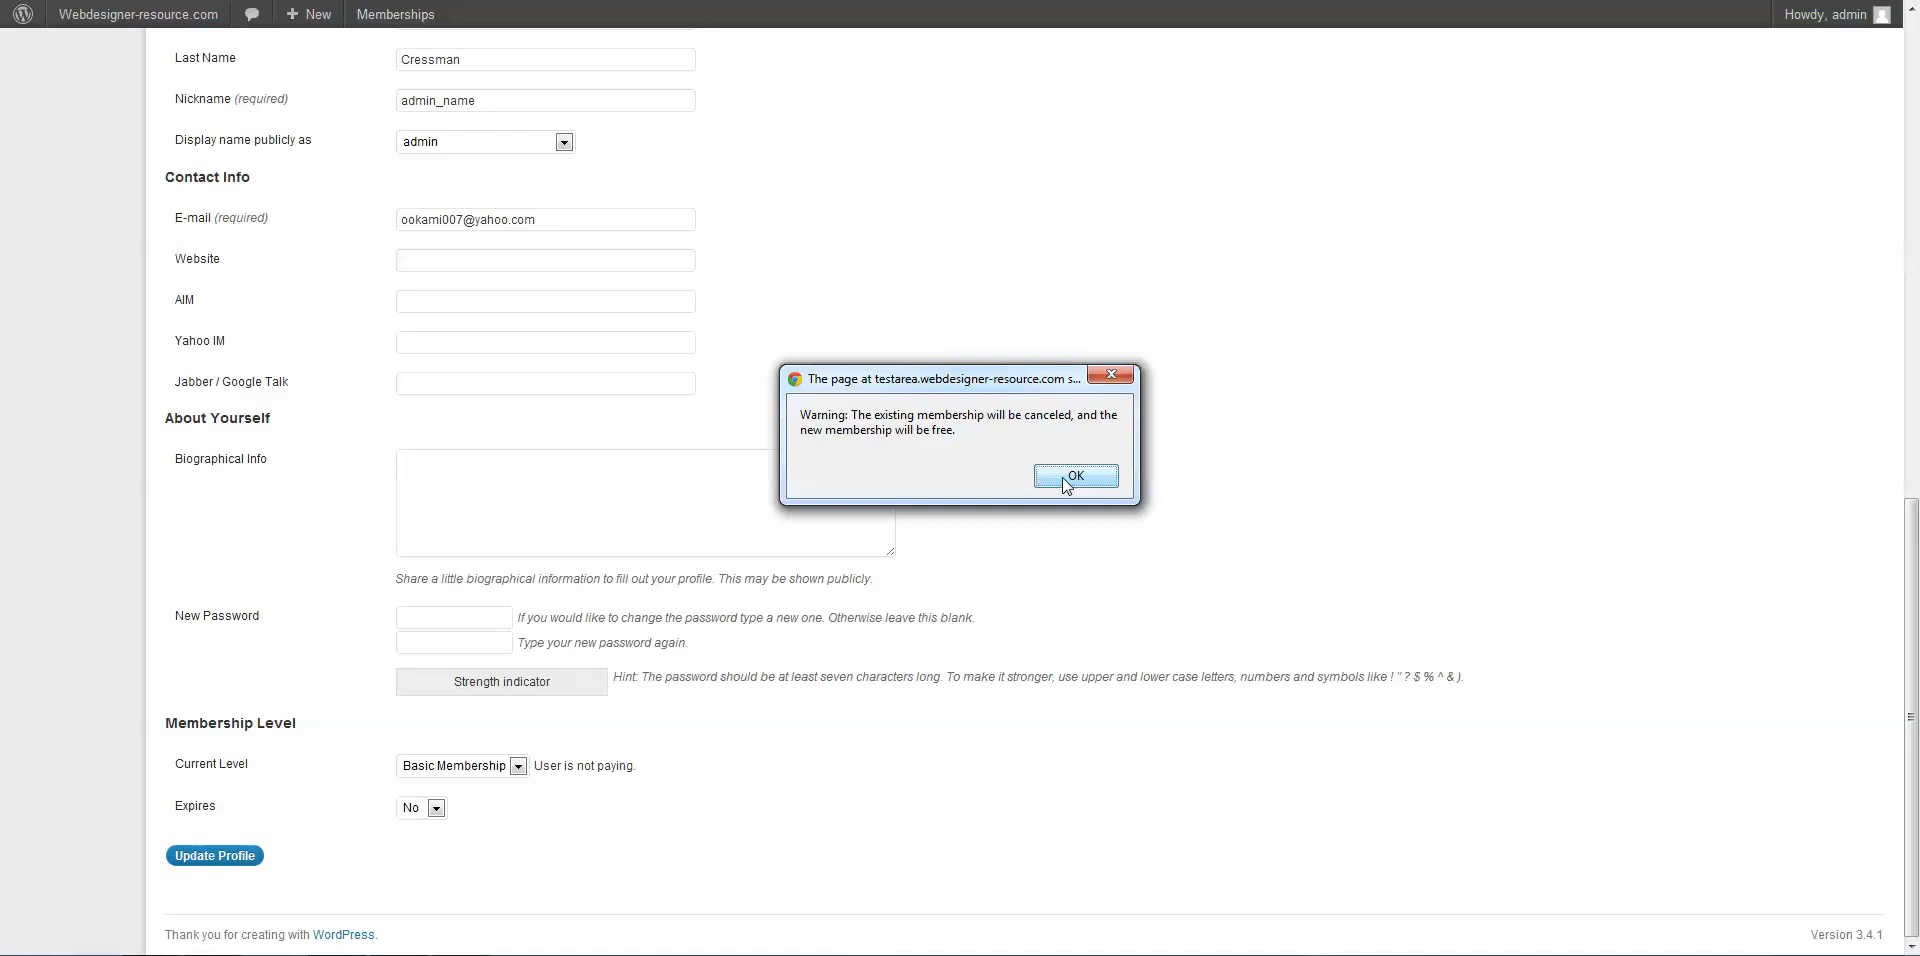 Webdesigner-resource.com + New Memberships Howdy, admin
Last Name Cressman
Nickname (required) admin_name
Display name publicly as admin
Contact Info
E-mail (required) ookami007@yahoo.com
Website
AIM
Yahoo IM
Jabber / Google Talk
The page at testarea.webdesigner-resource.com s...
Warning: The existing membership will be canceled, and the
new membership will be free.
OK
About Yourself
Biographical Info
Share a little biographical information to fill out your profile. This may be shown publicly.
New Password If you would like to change the password type a new one. Otherwise leave this blank.
Type your new password again.
Strength indicator Hint: The password should be at least seven characters long. To make it stronger, use upper and lower case letters, numbers and symbols like ! " ? $ % ^ & ).
Membership Level
Current Level Basic Membership User is not paying.
Expires No
Update Profile
Thank you for creating with WordPress. Version 3.4.1